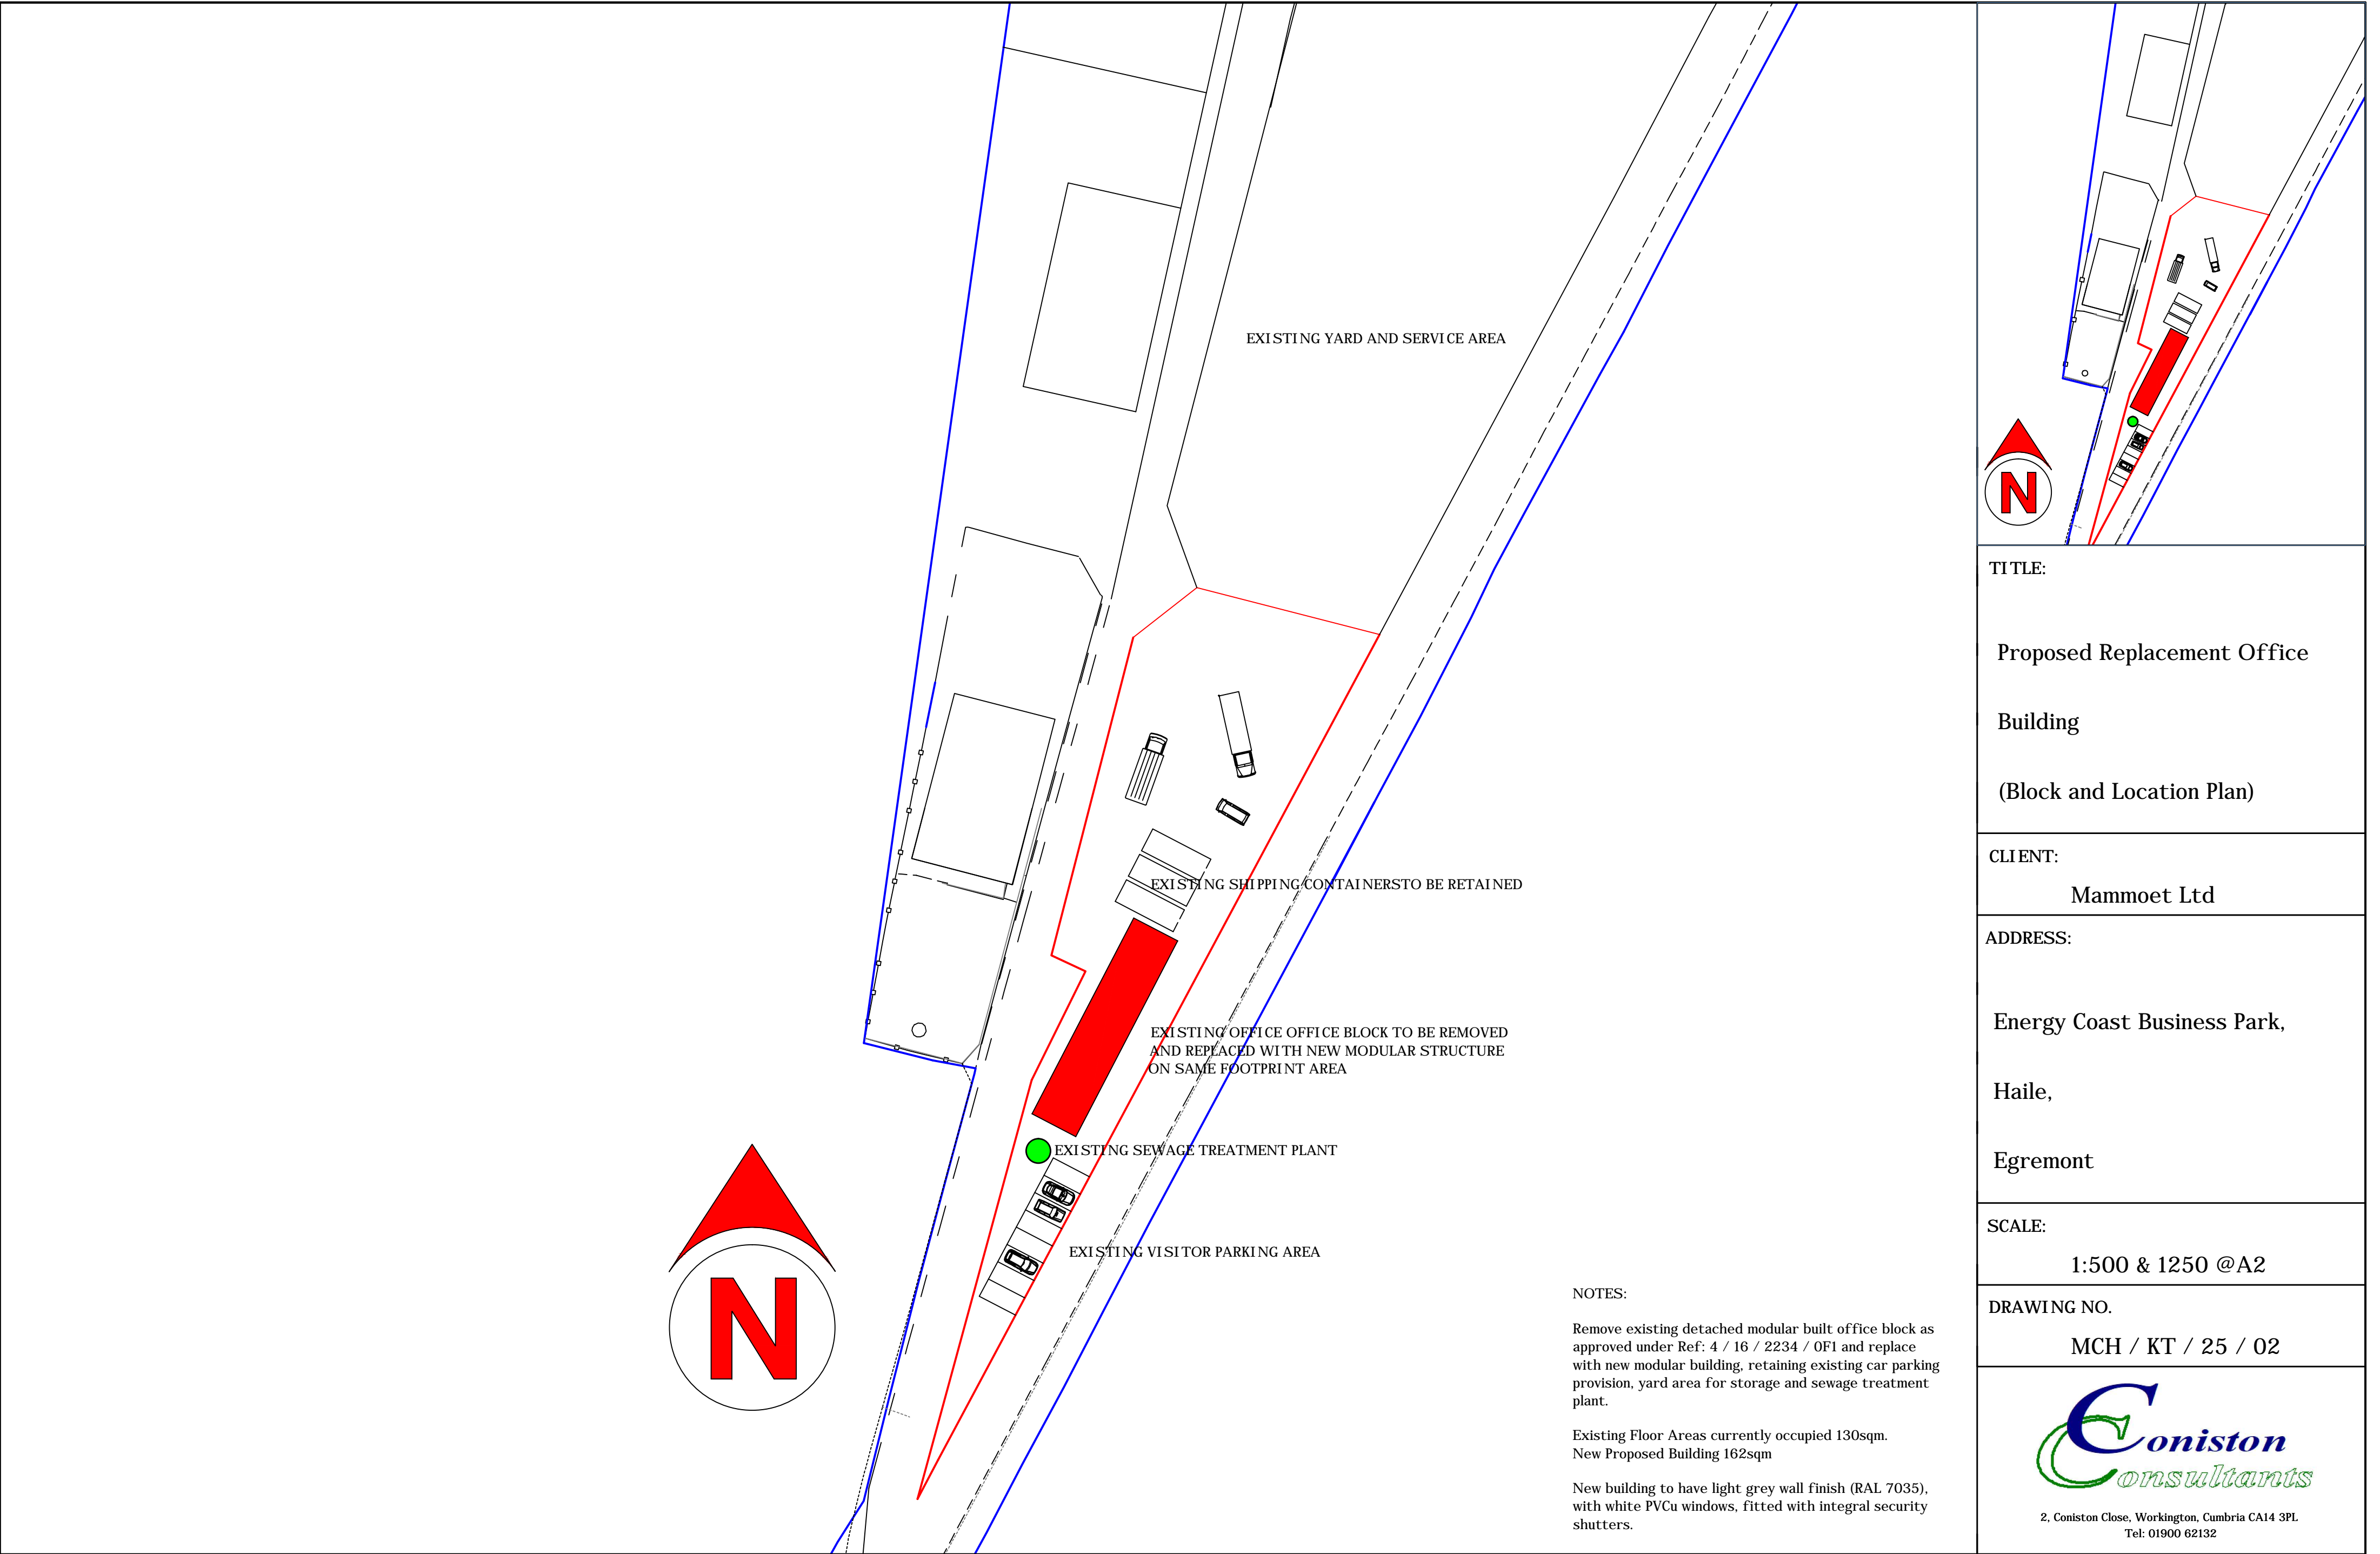 EXISTING YARD AND SERVICE AREA
EXISTING SHIPPING CONTAINERSTO BE RETAINED
EXISTING OFFICE OFFICE BLOCK TO BE REMOVED
AND REPLACED WITH NEW MODULAR STRUCTURE
ON SAME FOOTPRINT AREA
EXISTING SEWAGE TREATMENT PLANT
EXISTING VISITOR PARKING AREA
N
NOTES:
Remove existing detached modular built office block as
approved under Ref: 4 / 16 / 2234 / 0F1 and replace
with new modular building, retaining existing car parking
provision, yard area for storage and sewage treatment
plant.
Existing Floor Areas currently occupied 130sqm.
New Proposed Building 162sqm
New building to have light grey wall finish (RAL 7035),
with white PVCu windows, fitted with integral security
shutters.
N
TITLE:
Proposed Replacement Office
Building
(Block and Location Plan)
CLIENT:
Mammoet Ltd
ADDRESS:
Energy Coast Business Park,
Haile,
Egremont
SCALE:
1:500 & 1250 @A2
DRAWING NO.
MCH / KT / 25 / 02
Coniston
Consultants
2, Coniston Close, Workington, Cumbria CA14 3PL
Tel: 01900 62132